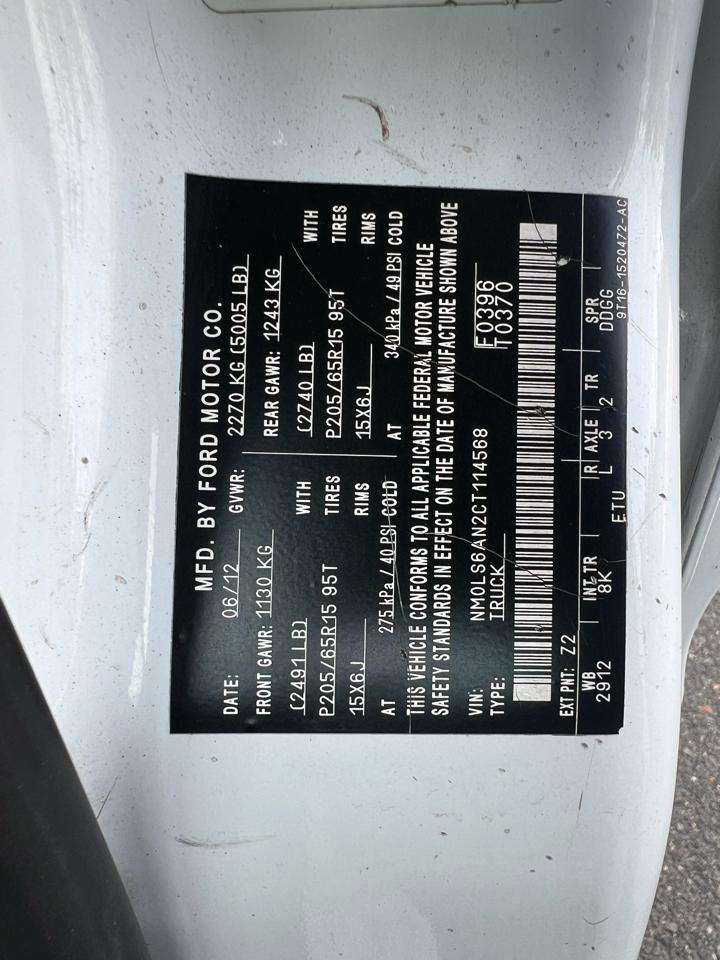 MFD. BY FORD MOTOR CO.
DATE: 06/12 GVWR: 2270 KG (5005 LB)
FRONT GAWR: 1130 KG REAR GAWR: 1243 KG
(2491 LB) WITH (2740 LB) WITH
P205/65R15 95T TIRES P205/65R15 95T TIRES
15X6J RIMS 15X6J RIMS
AT 275 kPa / 40 PSI COLD AT 340 kPa / 49 PSI COLD
THIS VEHICLE CONFORMS TO ALL APPLICABLE FEDERAL MOTOR VEHICLE
SAFETY STANDARDS IN EFFECT ON THE DATE OF MANUFACTURE SHOWN ABOVE
VIN: NM0LS6AN2CT114568 F0396
TYPE: TRUCK T0370
EXT PNT: Z2
WB INT TR R AXLE TR SPR
2912 8K L 3 2 DDGG
ETU 9T16-1520472-AC